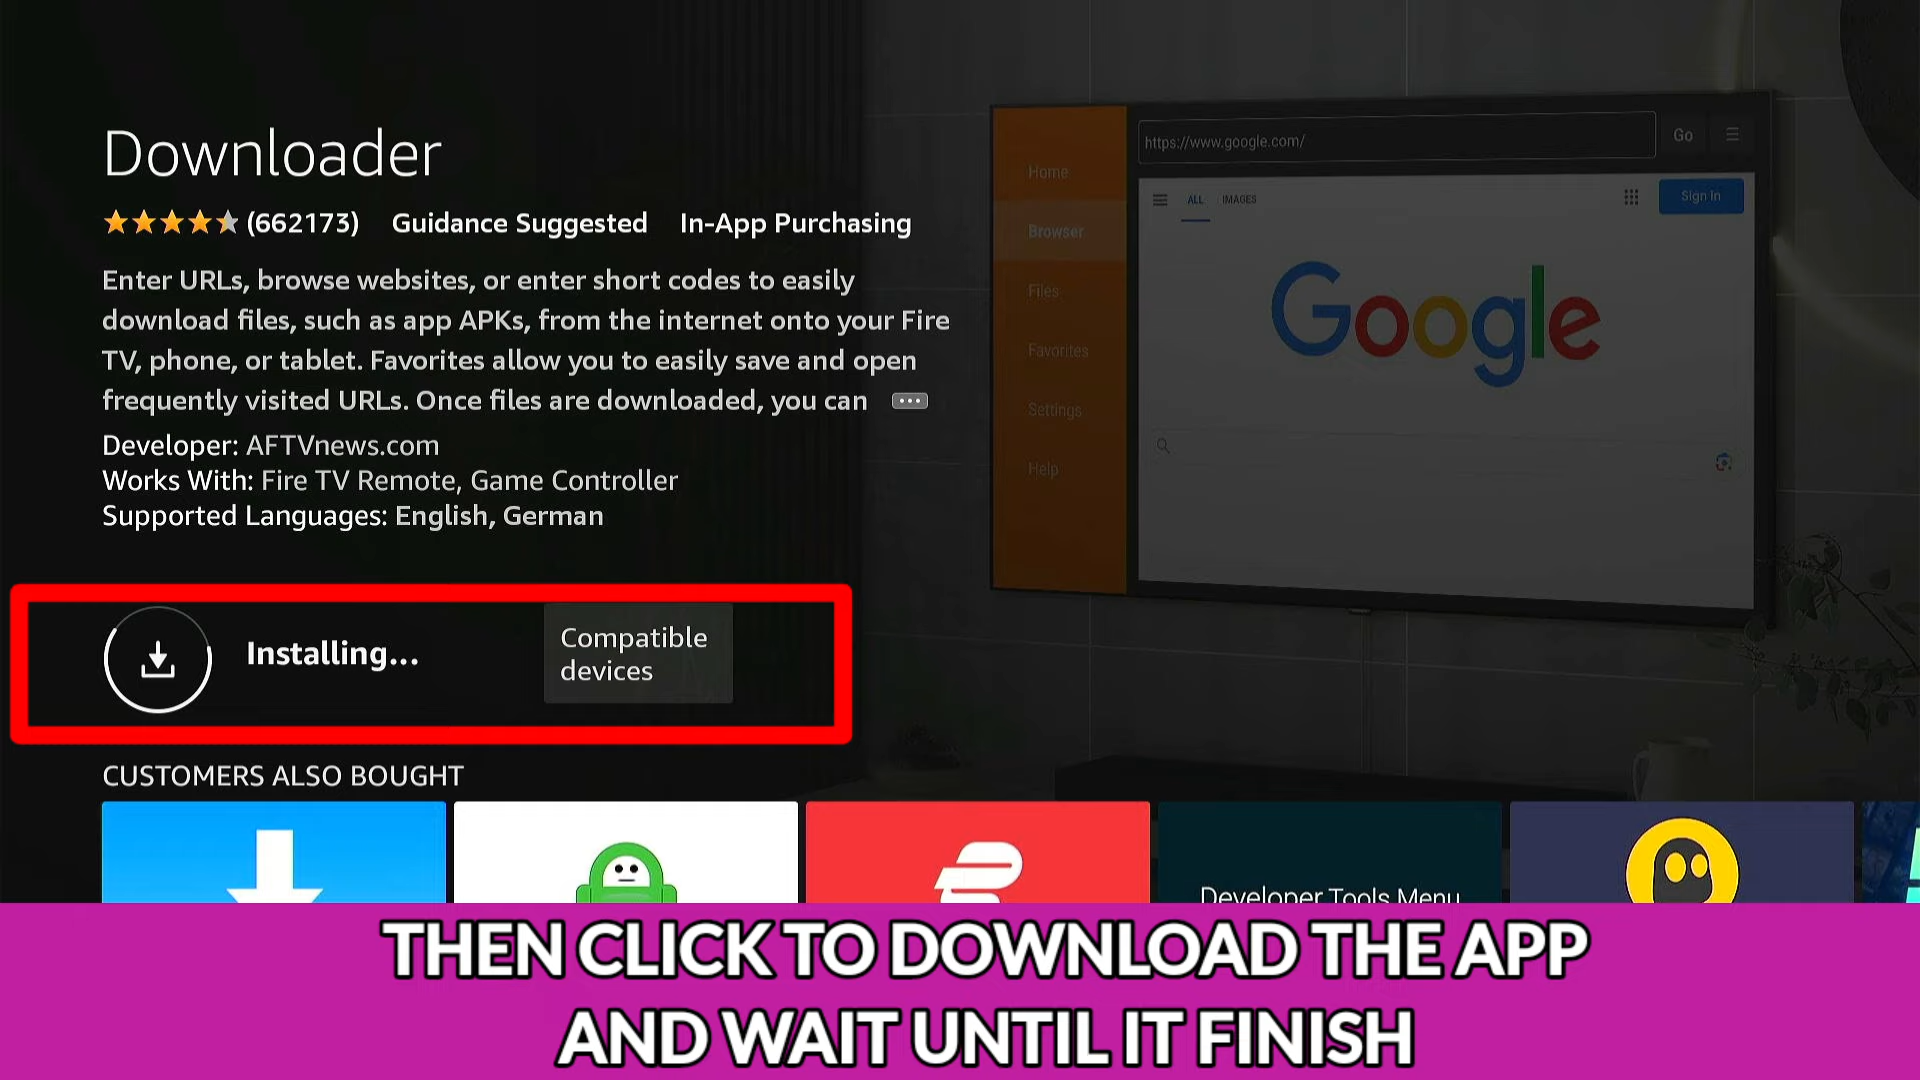 Downloader
(662173) Guidance Suggested In-App Purchasing
Enter URLs, browse websites, or enter short codes to easily
download files, such as app APKs, from the internet onto your Fire
TV, phone, or tablet. Favorites allow you to easily save and open
frequently visited URLs. Once files are downloaded, you can
Developer: AFTVnews.com
Works With: Fire TV Remote, Game Controller
Supported Languages: English, German
https://www.google.com/ Go
Home
Browser
Files
Favorites
Settings
Help
ALL IMAGES Sign in
Google
Installing...
Compatible
devices
CUSTOMERS ALSO BOUGHT
Developer Tools Menu
THEN CLICK TO DOWNLOAD THE APP
AND WAIT UNTIL IT FINISH